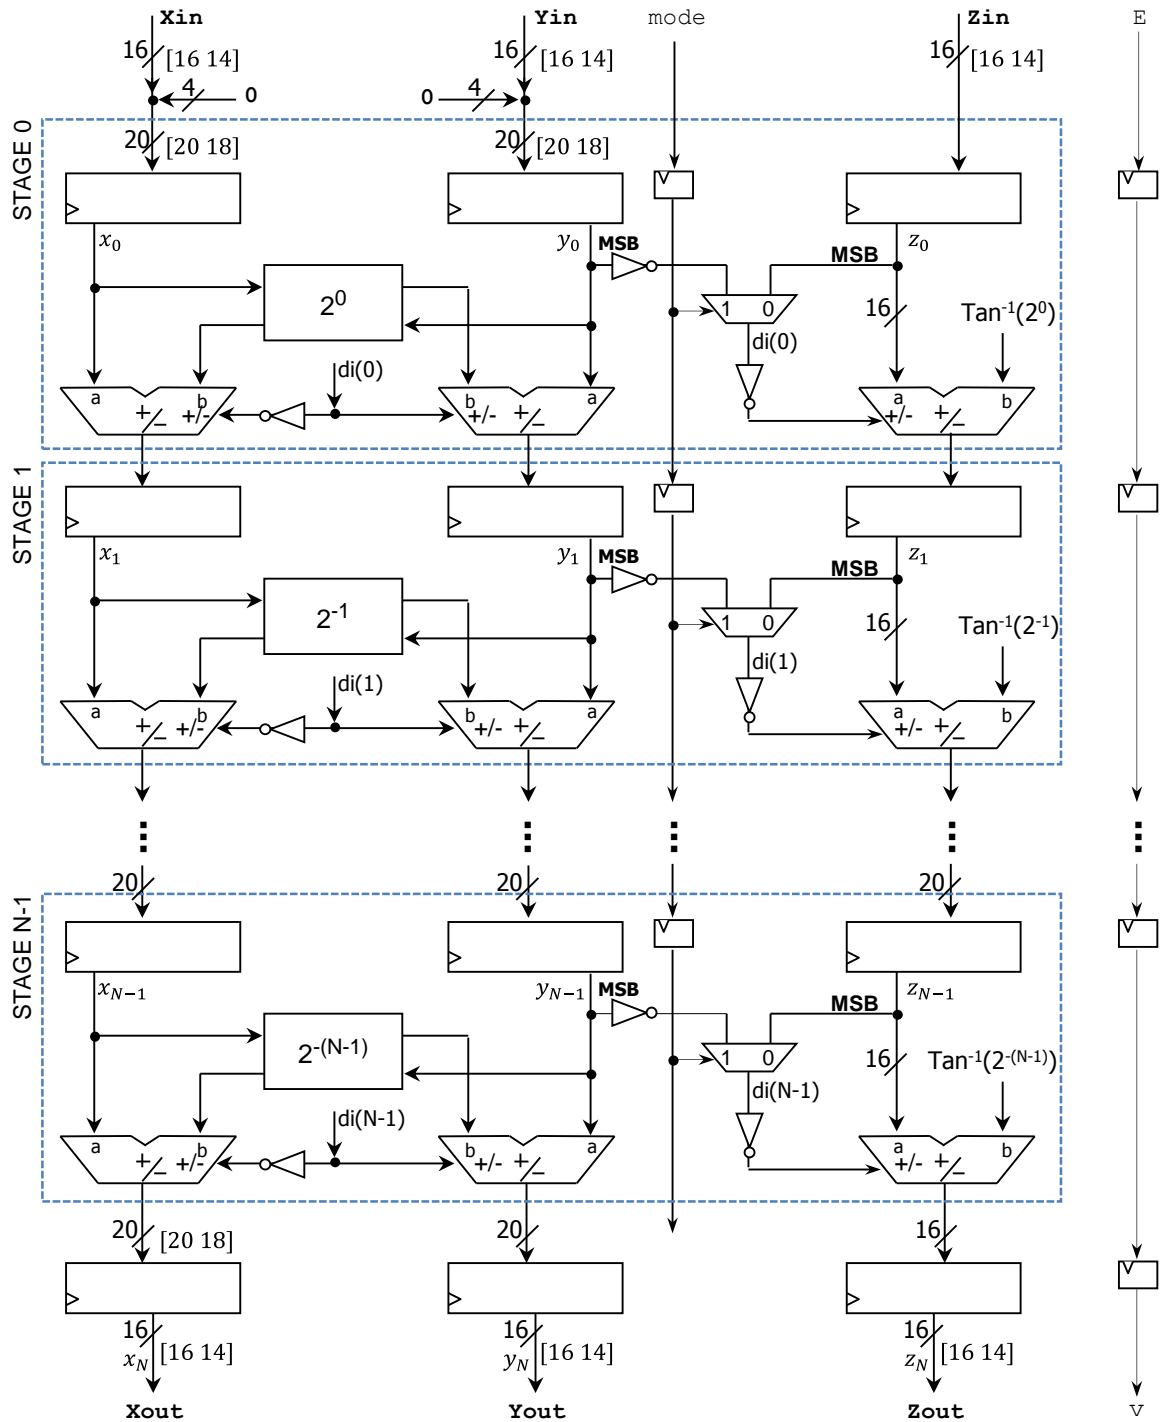 Xin Yin mode Zin E
16 [16 14] 16 [16 14] 16 [16 14]
4 0 0 4
STAGE 0
20 [20 18] 20 [20 18]
x0 y0 MSB MSB z0
2^0 1 0 16 Tan-1(2^0)
di(0) di(0)
a b +/- + − b +/- + − a a +/- + − b
STAGE 1
x1 y1 MSB MSB z1
2^-1 1 0 16 Tan-1(2^-1)
di(1) di(1)
a b +/- + − b +/- + − a a +/- + − b
20 20 20
STAGE N-1
xN−1 yN−1 MSB MSB zN−1
2^-(N-1) 1 0 16 Tan-1(2^-(N-1))
di(N-1) di(N-1)
a b +/- + − b +/- + − a a +/- + − b
20 [20 18] 20 16
16 [16 14] 16 [16 14] 16 [16 14]
xN yN zN
Xout Yout Zout v